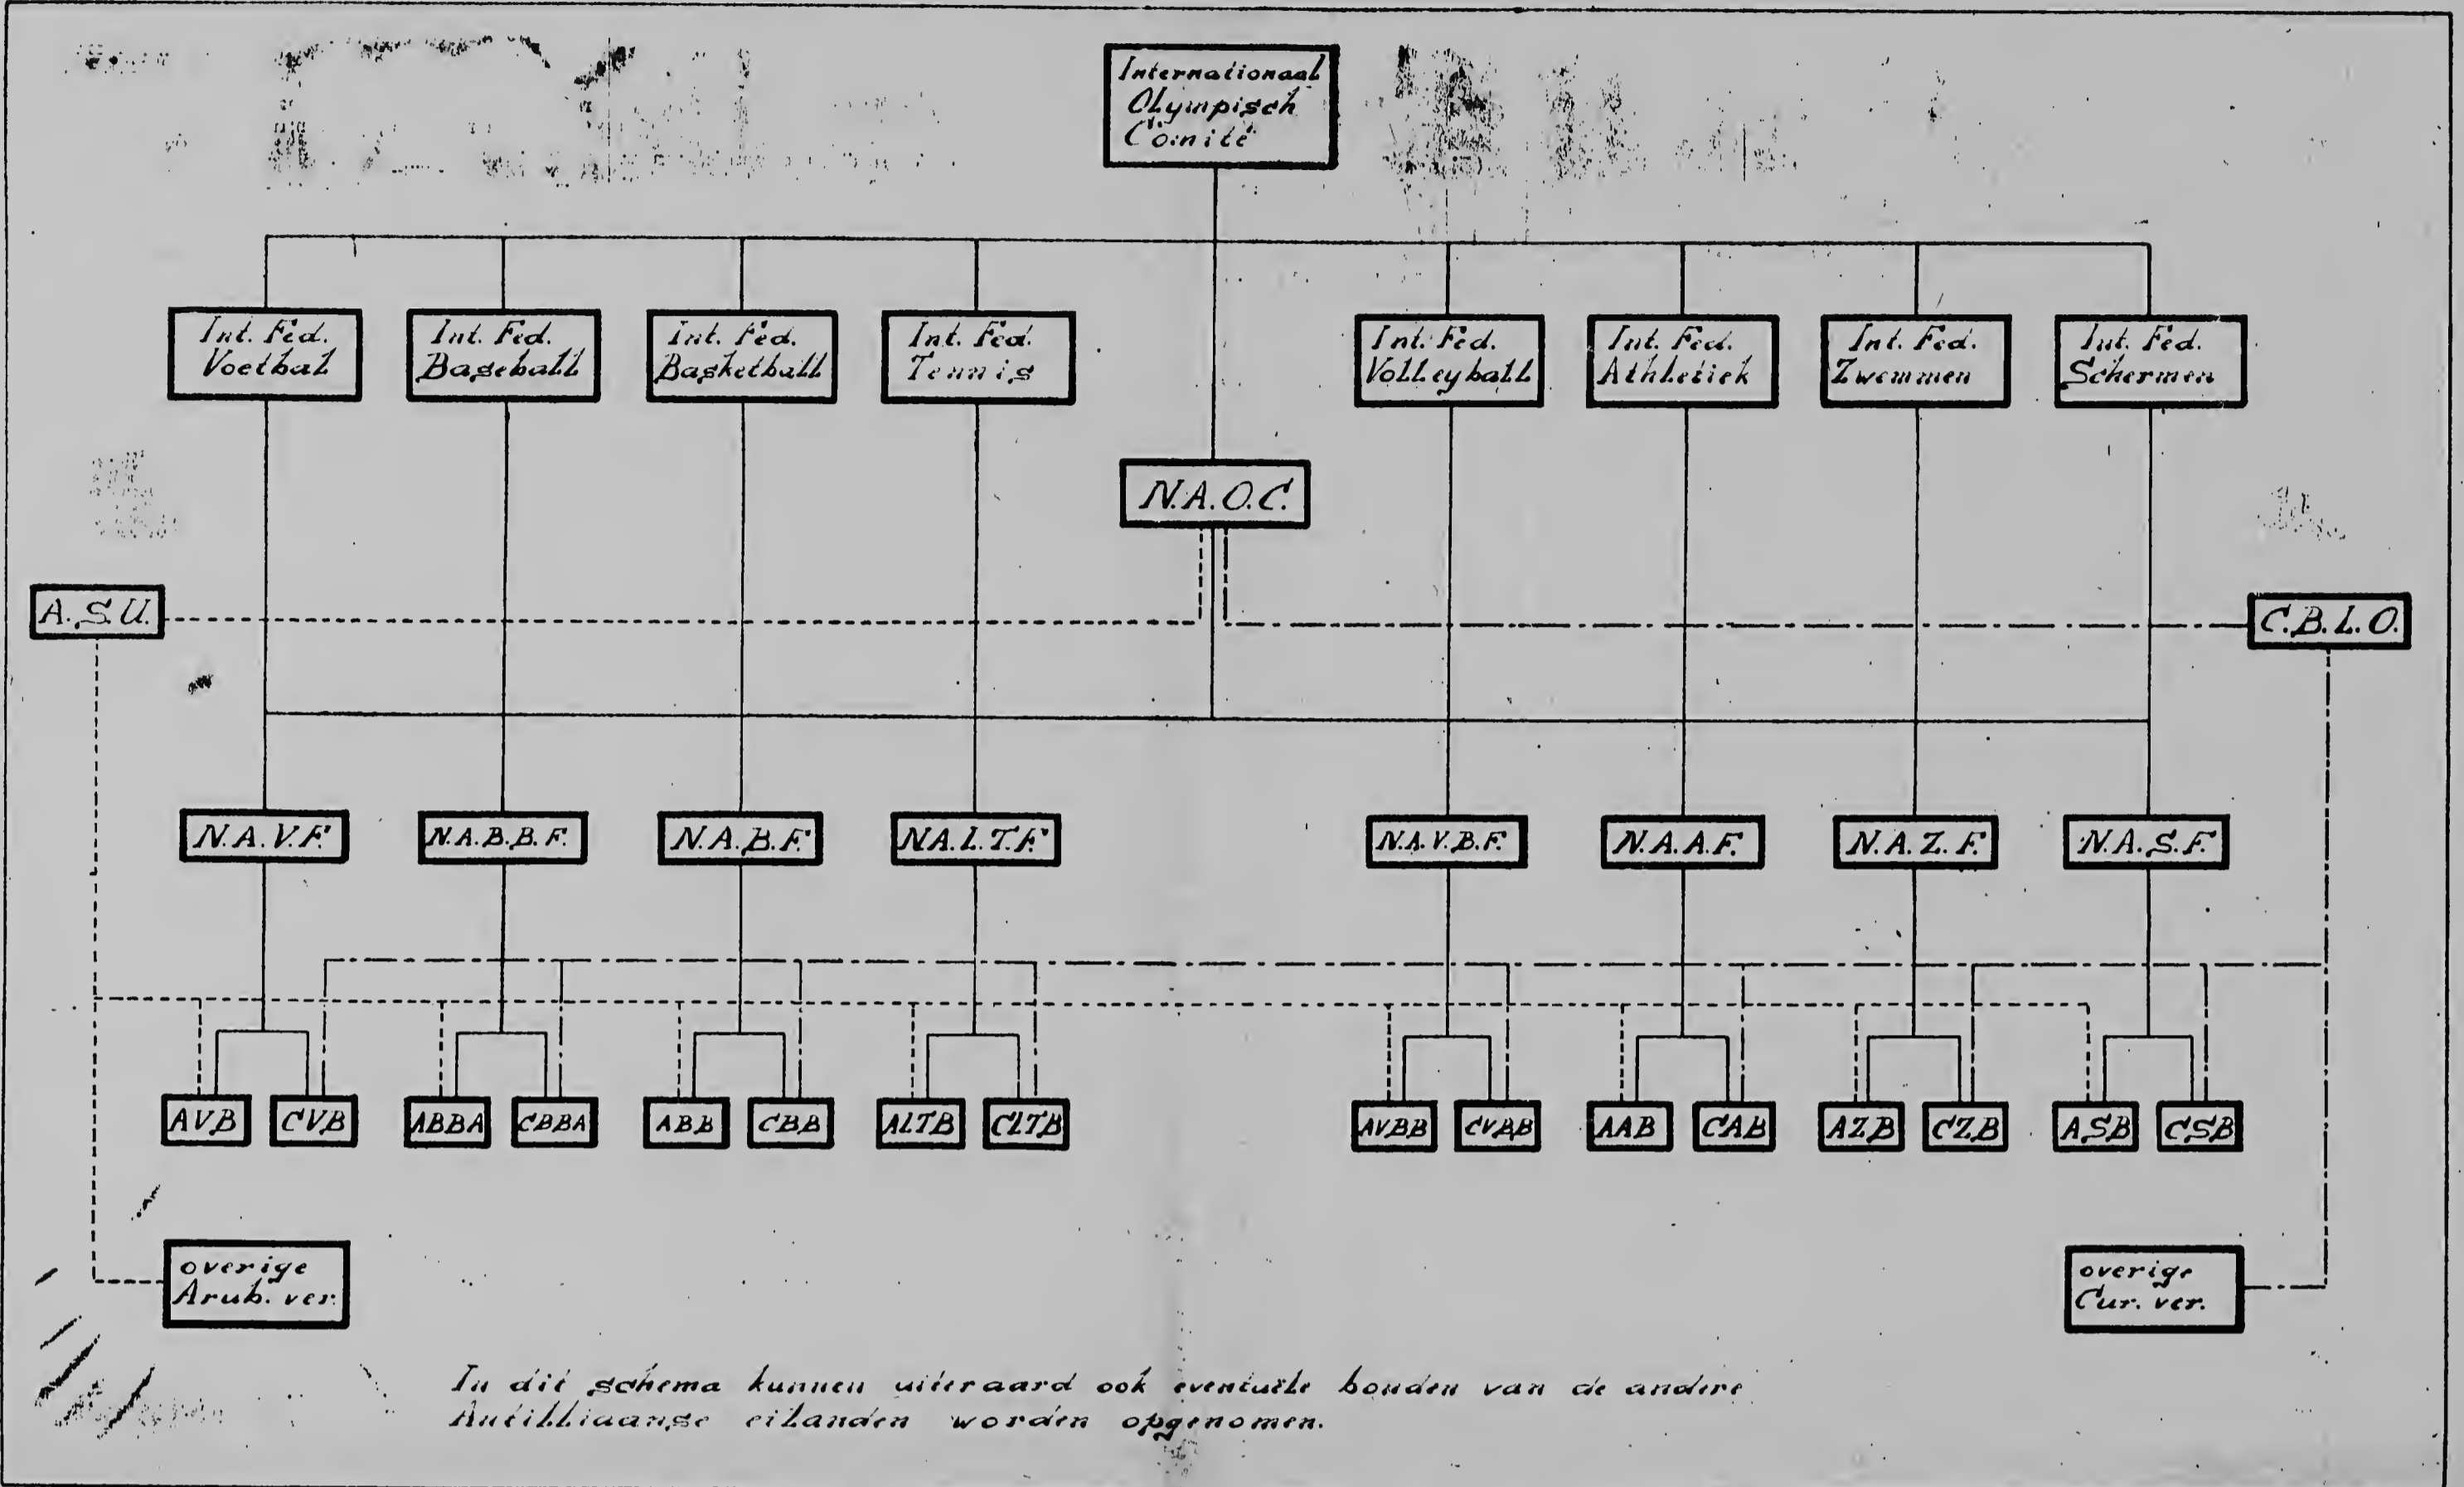 Internationaal
Olympisch
Comité
Int. Fed.
Voetbal
Int. Fed.
Baseball
Int. Fed.
Basketball
Int. Fed.
Tennis
Int. Fed.
Volleyball
Int. Fed.
Athletiek
Int. Fed.
Zwemmen
Int. Fed.
Schermen
N.A.O.C.
A.S.U.
C.B.L.O.
N.A.V.F.
N.A.B.B.F.
N.A.B.F.
N.A.L.T.F.
N.A.V.B.F.
N.A.A.F.
N.A.Z.F.
N.A.S.F.
AVB
CVB
ABBA
CBBA
ABB
CBB
ALTB
CLTB
AVBB
CVBB
AAB
CAB
AZB
CZB
ASB
CSB
overige
Arub. ver.
overige
Cur. ver.
In dit schema kunnen uiteraard ook eventuele bonden van de andere
Antilliaanse eilanden worden opgenomen.